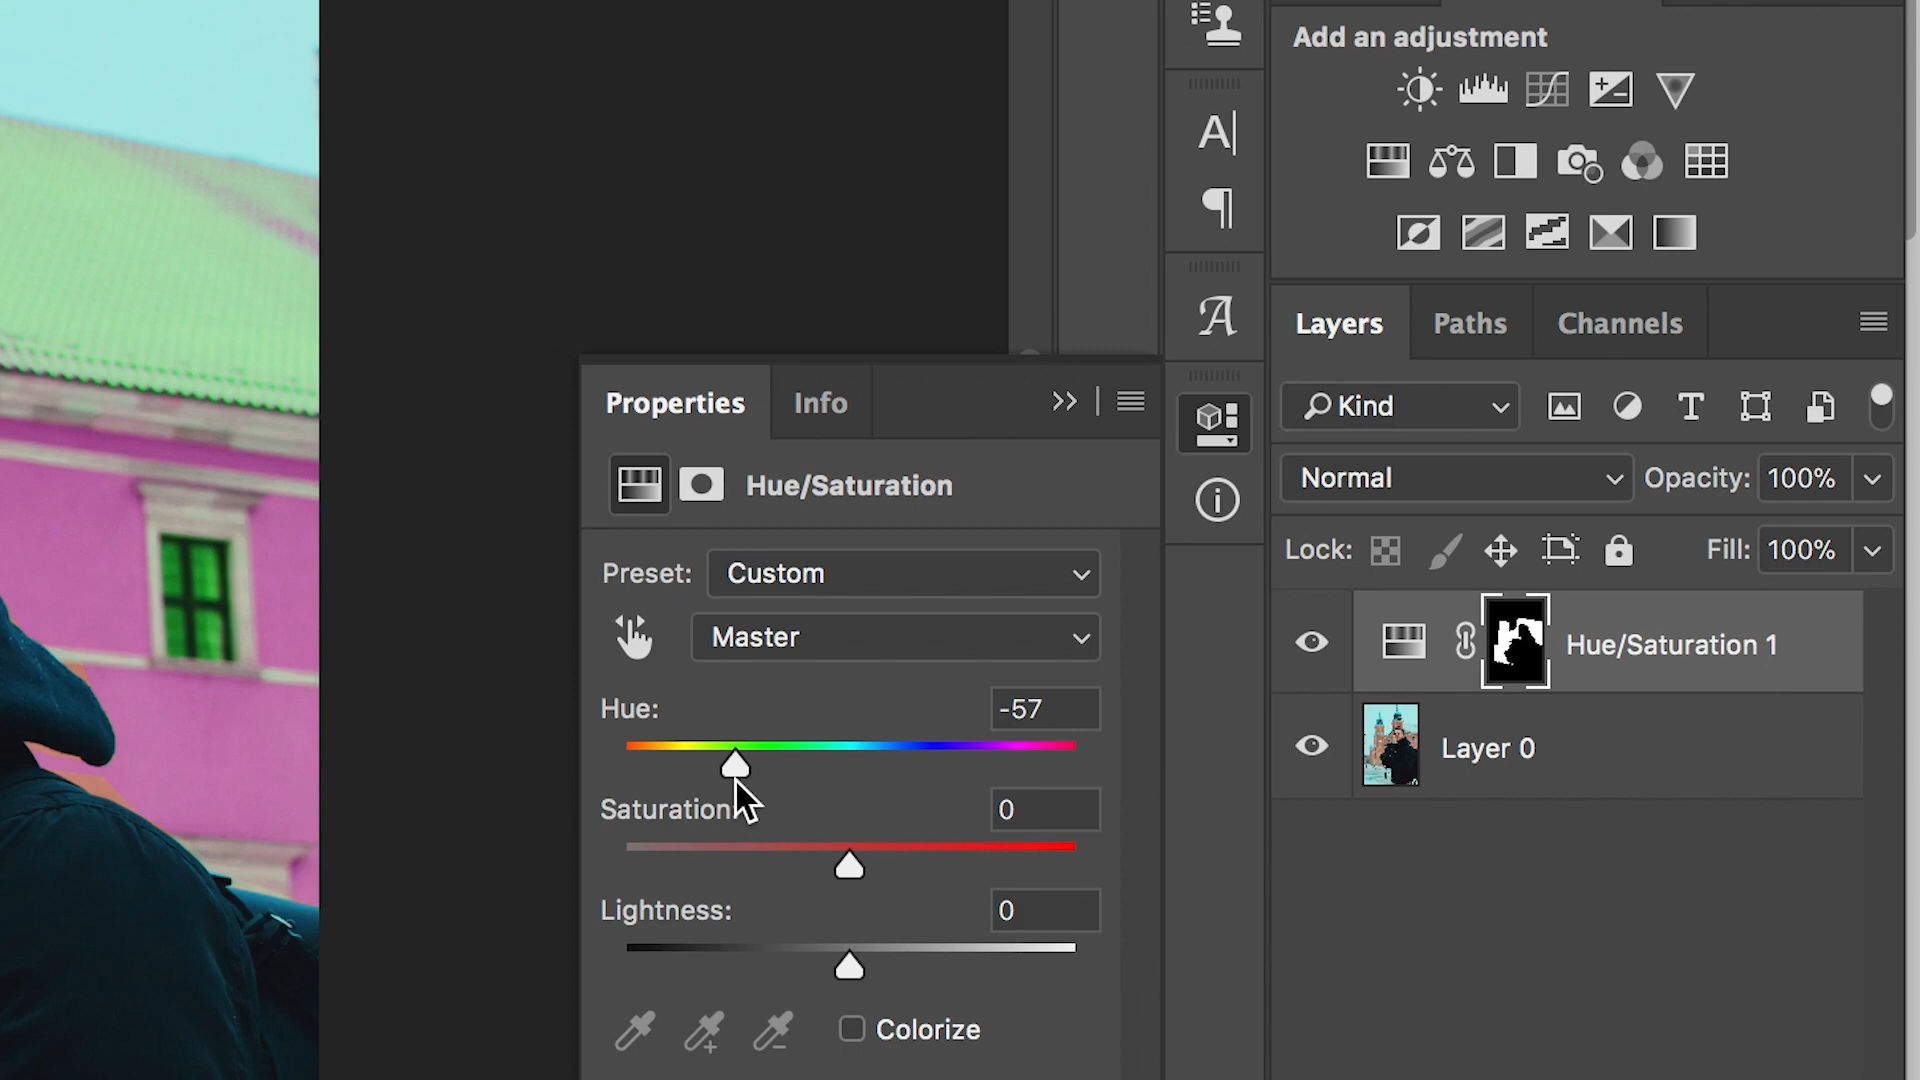 Add an adjustment
Layers
Paths
Channels
Kind
Normal
Opacity: 100%
Lock:
Fill: 100%
Hue/Saturation 1
Layer 0
Properties
Info
Hue/Saturation
Preset: Custom
Master
Hue: -57
Saturation: 0
Lightness: 0
Colorize